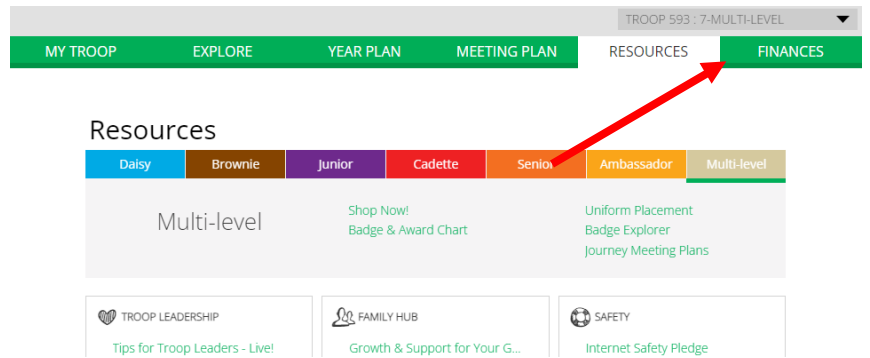 TROOP 593 : 7-MULTI-LEVEL
MY TROOP EXPLORE YEAR PLAN MEETING PLAN RESOURCES FINANCES
Resources
Daisy Brownie Junior Cadette Senior Ambassador Multi-level
Multi-level
Shop Now!
Badge & Award Chart
Uniform Placement
Badge Explorer
Journey Meeting Plans
TROOP LEADERSHIP
Tips for Troop Leaders - Live!
FAMILY HUB
Growth & Support for Your G...
SAFETY
Internet Safety Pledge